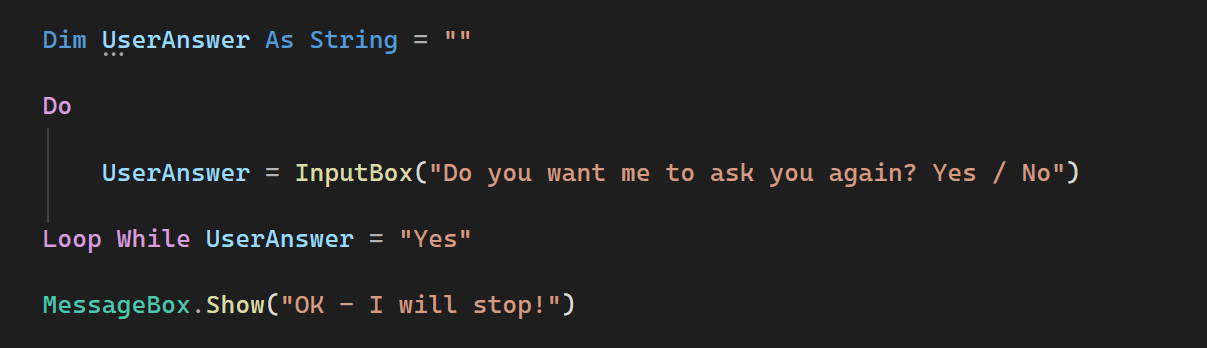 Dim UserAnswer As String = ""
Do
UserAnswer = InputBox("Do you want me to ask you again? Yes / No")
Loop While UserAnswer = "Yes"
MessageBox.Show("OK - I will stop!")